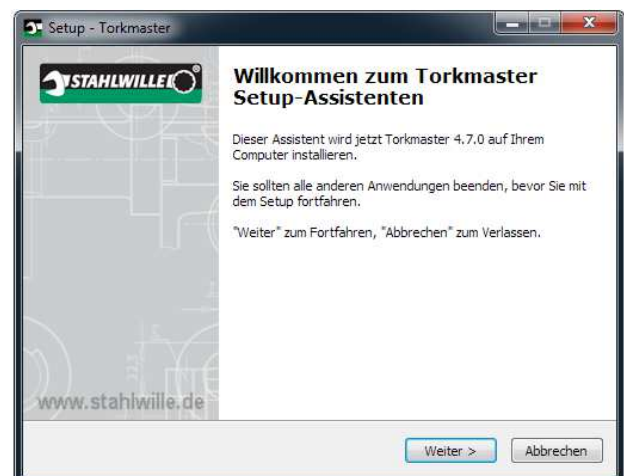 Setup - Torkmaster
STAHLWILLE
Willkommen zum Torkmaster
Setup-Assistenten
Dieser Assistent wird jetzt Torkmaster 4.7.0 auf Ihrem
Computer installieren.
Sie sollten alle anderen Anwendungen beenden, bevor Sie mit
dem Setup fortfahren.
"Weiter" zum Fortfahren, "Abbrechen" zum Verlassen.
www.stahlwille.de
Weiter >
Abbrechen